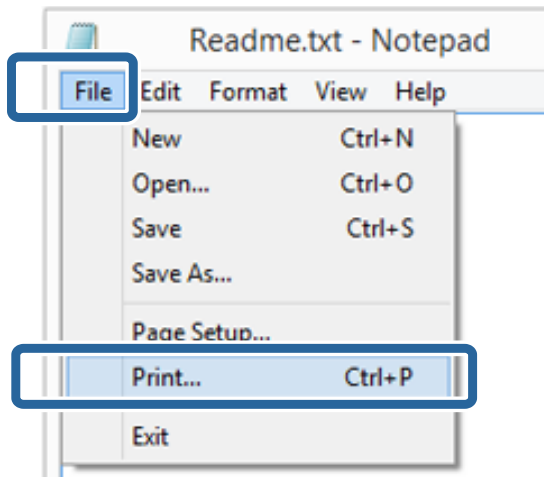 Readme.txt - Notepad
File Edit Format View Help
New Ctrl+N
Open... Ctrl+O
Save Ctrl+S
Save As...
Page Setup...
Print... Ctrl+P
Exit